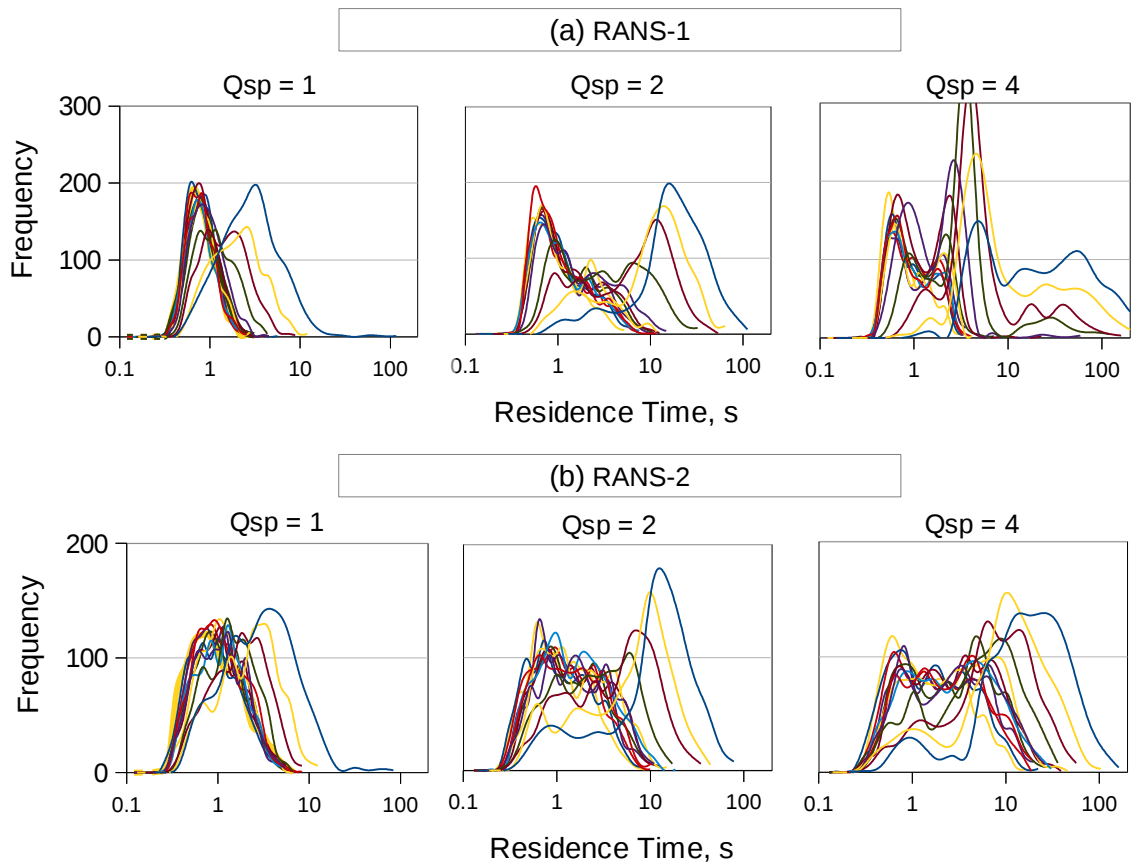 (a) RANS-1
Qsp = 1 Qsp = 2 Qsp = 4
Frequency
300
200
100
0
0.1 1 10 100 0.1 1 10 100 0.1 1 10 100
Residence Time, s
(b) RANS-2
Qsp = 1 Qsp = 2 Qsp = 4
Frequency
200
100
0
0.1 1 10 100 0.1 1 10 100 0.1 1 10 100
Residence Time, s